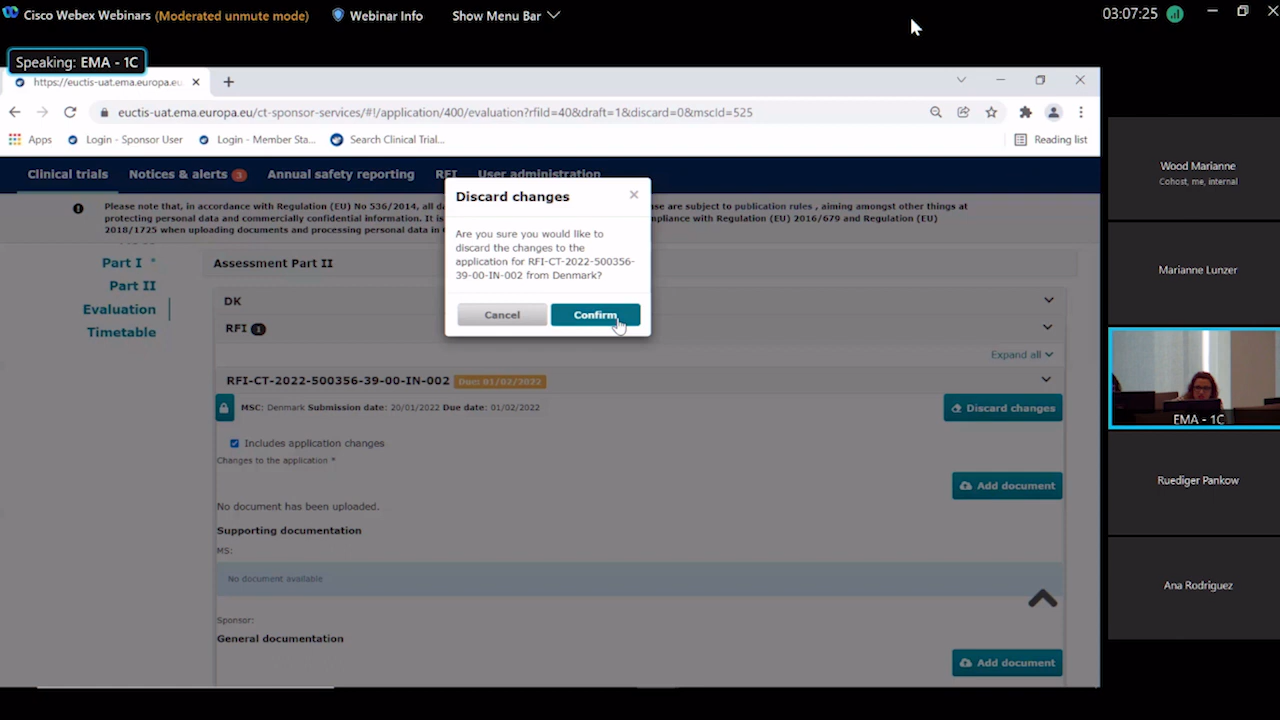 Cisco Webex Webinars (Moderated unmute mode) Webinar Info Show Menu Bar 03:07:25
Speaking: EMA - 1C
https://euctis-uat.ema.europa.eu
euctis-uat.ema.europa.eu/ct-sponsor-services/#!/application/400/evaluation?rfiId=40&draft=1&discard=0&mscId=525
Apps Login - Sponsor User Login - Member Sta... Search Clinical Trial... Reading list
Clinical trials Notices & alerts 3 Annual safety reporting RFI User administration
Please note that, in accordance with Regulation (EU) No 536/2014, all da are subject to publication rules , aiming amongst other things at
protecting personal data and commercially confidential information. It is mpliance with Regulation (EU) 2016/679 and Regulation (EU)
2018/1725 when uploading documents and processing personal data in
Discard changes
Are you sure you would like to
discard the changes to the
application for RFI-CT-2022-500356-
39-00-IN-002 from Denmark?
Cancel Confirm
Part I *
Part II
Evaluation
Timetable
Assessment Part II
DK
RFI 1
Expand all
RFI-CT-2022-500356-39-00-IN-002 Due: 01/02/2022
MSC: Denmark Submission date: 20/01/2022 Due date: 01/02/2022 Discard changes
Includes application changes
Changes to the application *
Add document
No document has been uploaded.
Supporting documentation
MS:
No document available
Sponsor:
General documentation
Add document
Wood Marianne
Cohost, me, internal
Marianne Lunzer
EMA - 1C
Ruediger Pankow
Ana Rodriguez